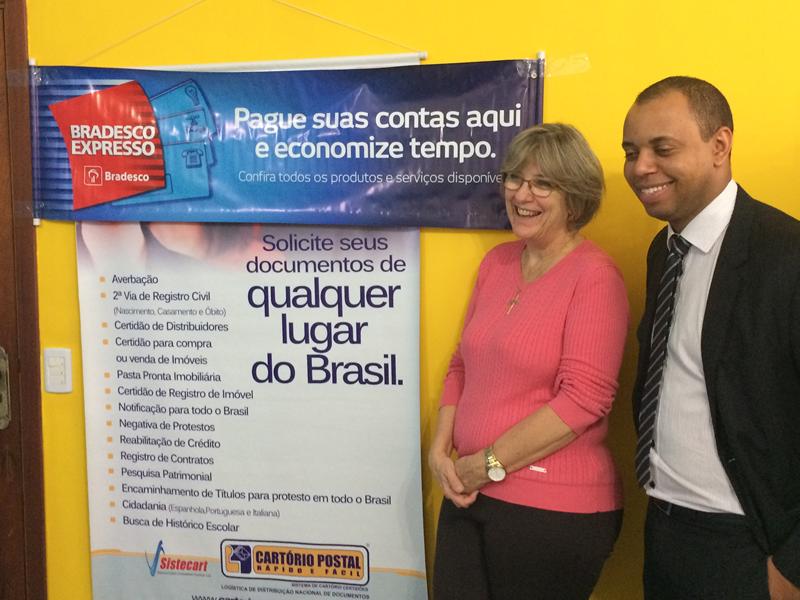 BRADESCO
EXPRESSO
Bradesco
Pague suas contas aqui
e economize tempo.
Confira todos os produtos e serviços
Solicite seus
documentos de
qualquer
lugar
do Brasil.
Averbação
2ª Via de Registro Civil
(Nascimento, Casamento e Óbito)
Certidão de Distribuidores
Certidão para compra
ou venda de Imóveis
Pasta Pronta Imobiliária
Certidão de Registro de Imóvel
Notificação para todo o Brasil
Negativa de Protestos
Reabilitação de Crédito
Registro de Contratos
Pesquisa Patrimonial
Encaminhamento de Títulos para protesto em todo o Brasil
Cidadania (Espanhola,Portuguesa e Italiana)
Busca de Histórico Escolar
Sistecart
CARTÓRIO POSTAL
RÁPIDO E FÁCIL
SISTEMA DE CARTÓRIO CERTIDÕES
LOGÍSTICA DE DISTRIBUIÇÃO NACIONAL DE DOCUMENTOS